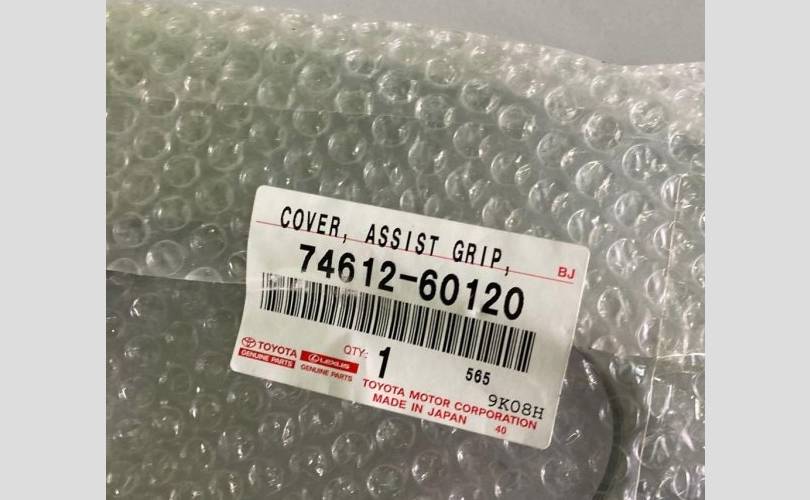 COVER, ASSIST GRIP,
BJ
74612-60120
TOYOTA
GENUINE PARTS
LEXUS
GENUINE PARTS
QTY:
1
565
9K08H
TOYOTA MOTOR CORPORATION
MADE IN JAPAN
40